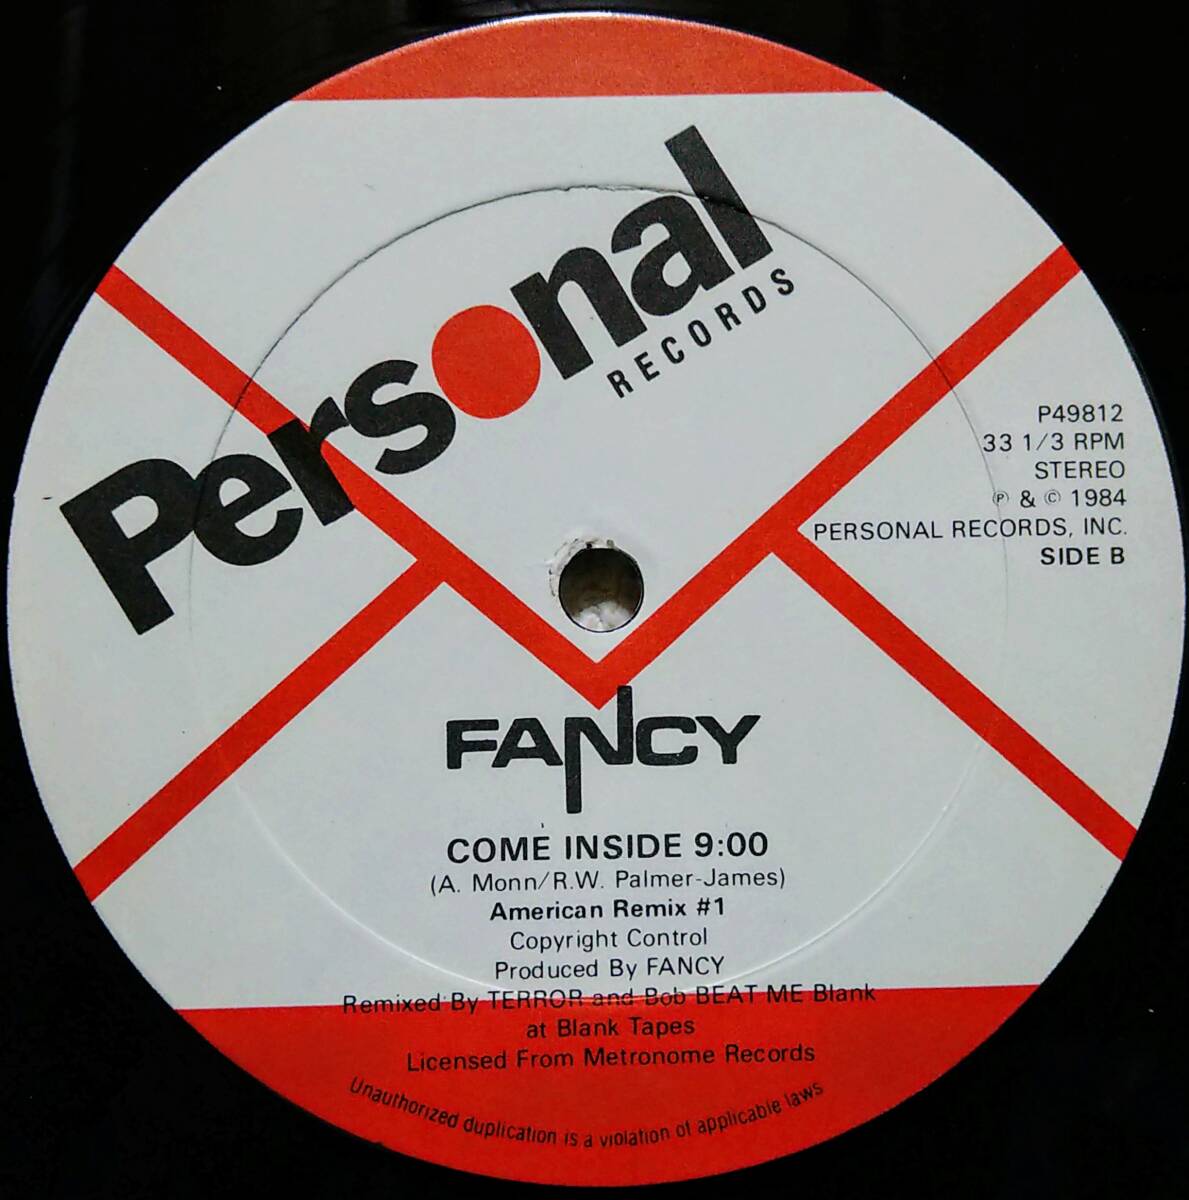 Personal
RECORDS
P49812
33 1/3 RPM
STEREO
℗ & © 1984
PERSONAL RECORDS, INC.
SIDE B
FANCY
COME INSIDE 9:00
(A. Monn/R.W. Palmer-James)
American Remix #1
Copyright Control
Produced By FANCY
Remixed By TERROR and Bob BEAT ME Blank
at Blank Tapes
Licensed From Metronome Records
Unauthorized duplication is a violation of applicable laws